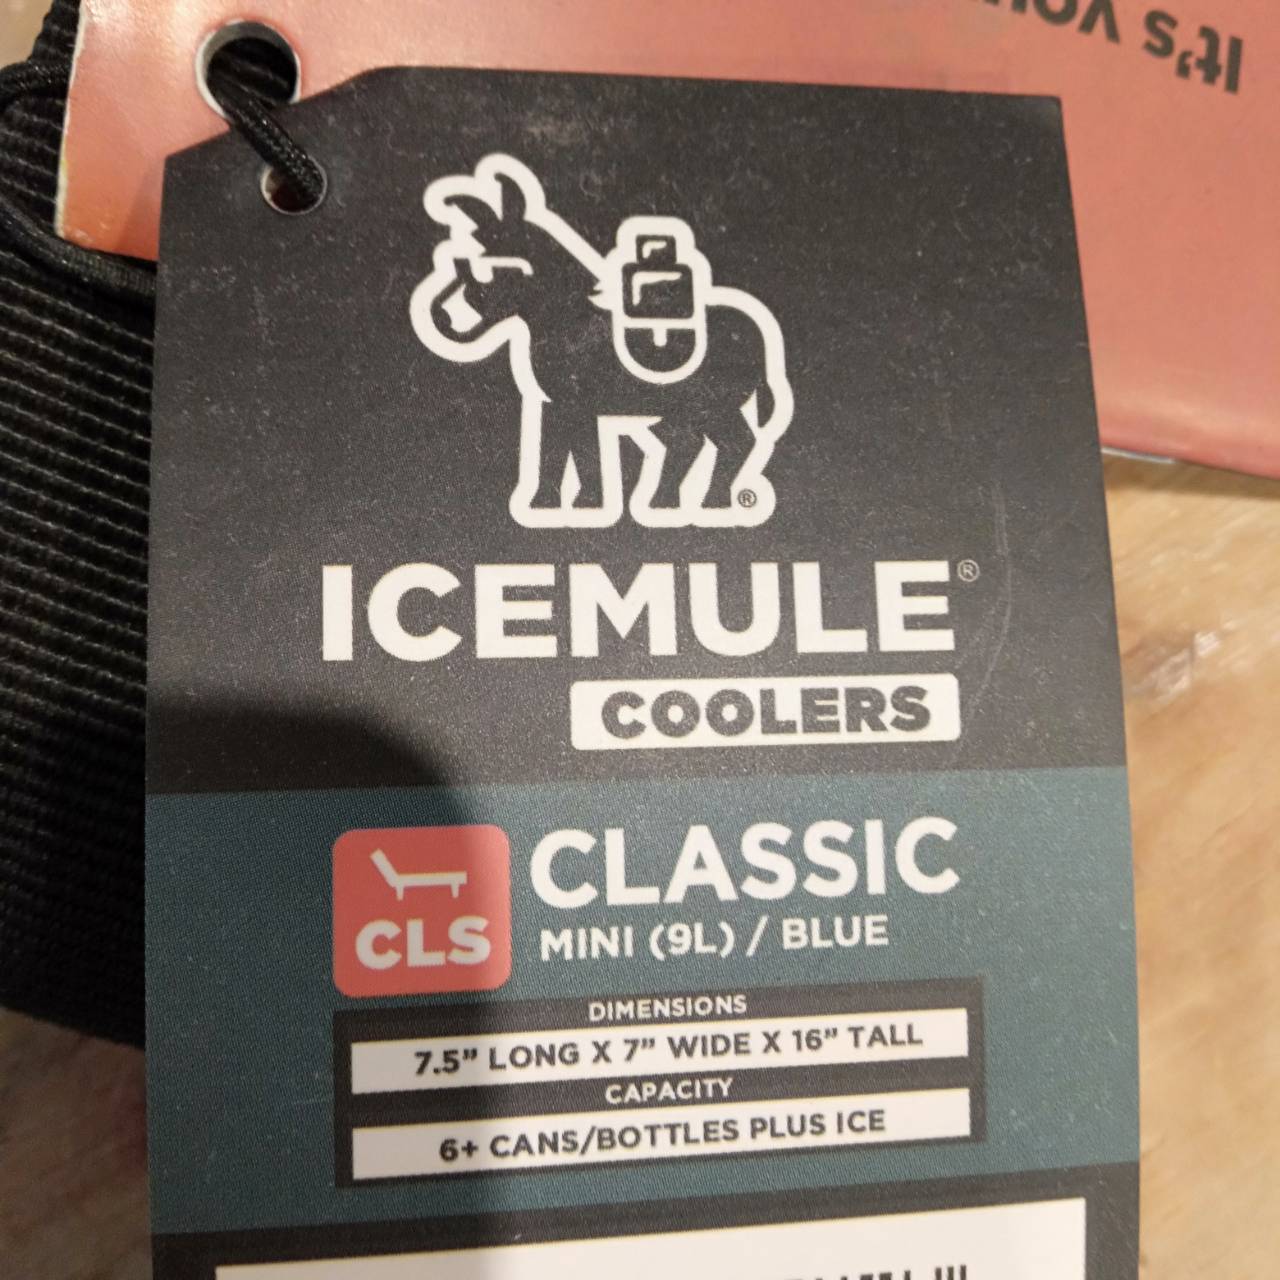 It's
ICEMULE®
COOLERS
CLS
CLASSIC
MINI (9L) / BLUE
DIMENSIONS
7.5” LONG X 7” WIDE X 16” TALL
CAPACITY
6+ CANS/BOTTLES PLUS ICE